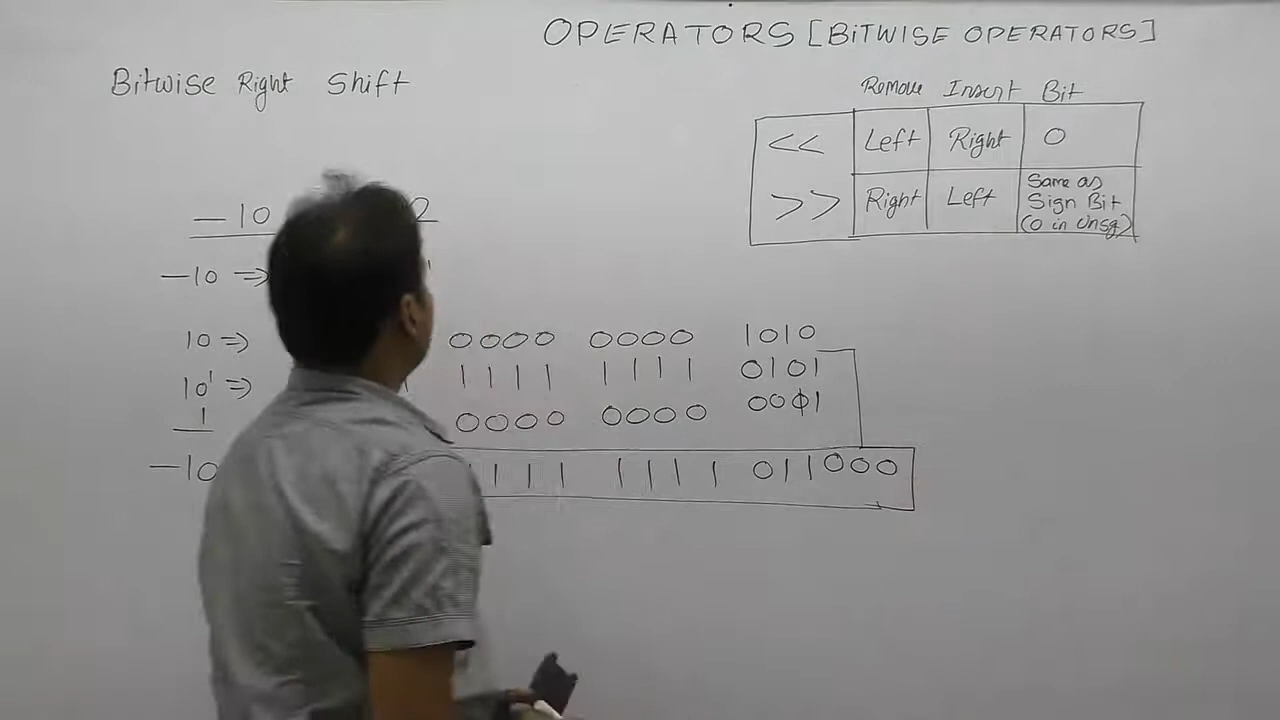 OPERATORS [BITWISE OPERATORS]
Bitwise Right Shift
Remove Insert Bit
<< Left Right 0
>> Right Left Same as Sign Bit (0 in Unsg)
-10 2
-10 =>
10 => 0000 0000 1010
10' => 1111 1111 0101
1 0000 0000 0001
-10 1111 1111 011000